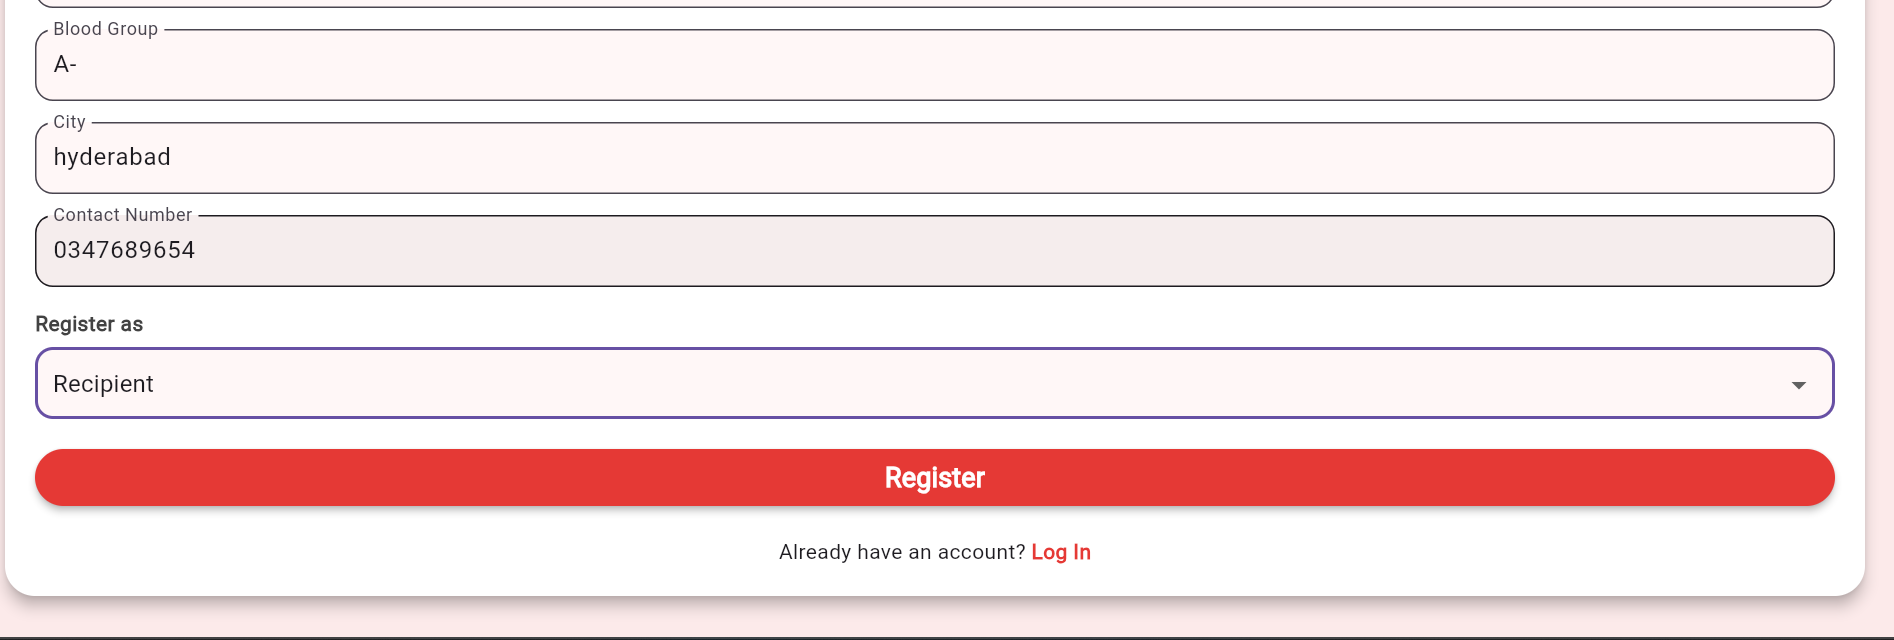 Blood Group
A-
City
hyderabad
Contact Number
0347689654
Register as
Recipient
Register
Already have an account? Log In